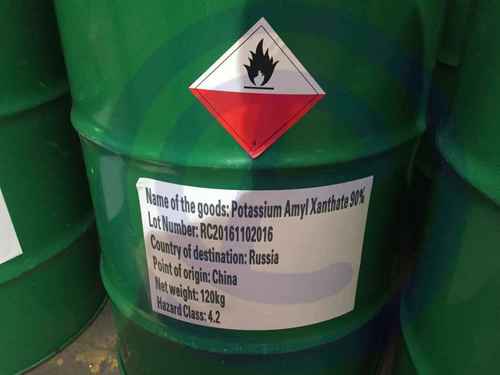 4
Name of the goods: Potassium Amyl Xanthate 90%
Lot Number: RC20161102016
Country of destination: Russia
Point of origin: China
Net weight: 120kg
Hazard Class: 4.2